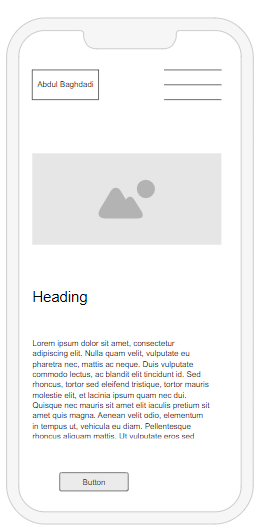 Abdul Baghdadi
Heading
Lorem ipsum dolor sit amet, consectetur
adipiscing elit. Nulla quam velit, vulputate eu
pharetra nec, mattis ac neque. Duis vulputate
commodo lectus, ac blandit elit tincidunt id. Sed
rhoncus, tortor sed eleifend tristique, tortor mauris
molestie elit, et lacinia ipsum quam nec dui.
Quisque nec mauris sit amet elit iaculis pretium sit
amet quis magna. Aenean velit odio, elementum
in tempus ut, vehicula eu diam. Pellentesque
rhoncus aliquam mattis. Ut vulputate eros sed
Button